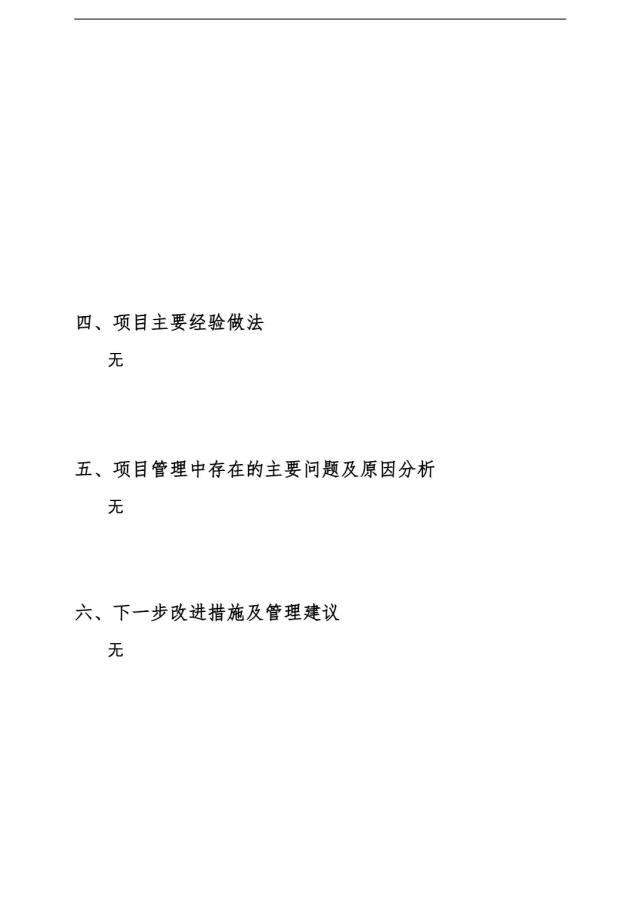 四、项目主要经验做法
无
五、项目管理中存在的主要问题及原因分析
无
六、下一步改进措施及管理建议
无